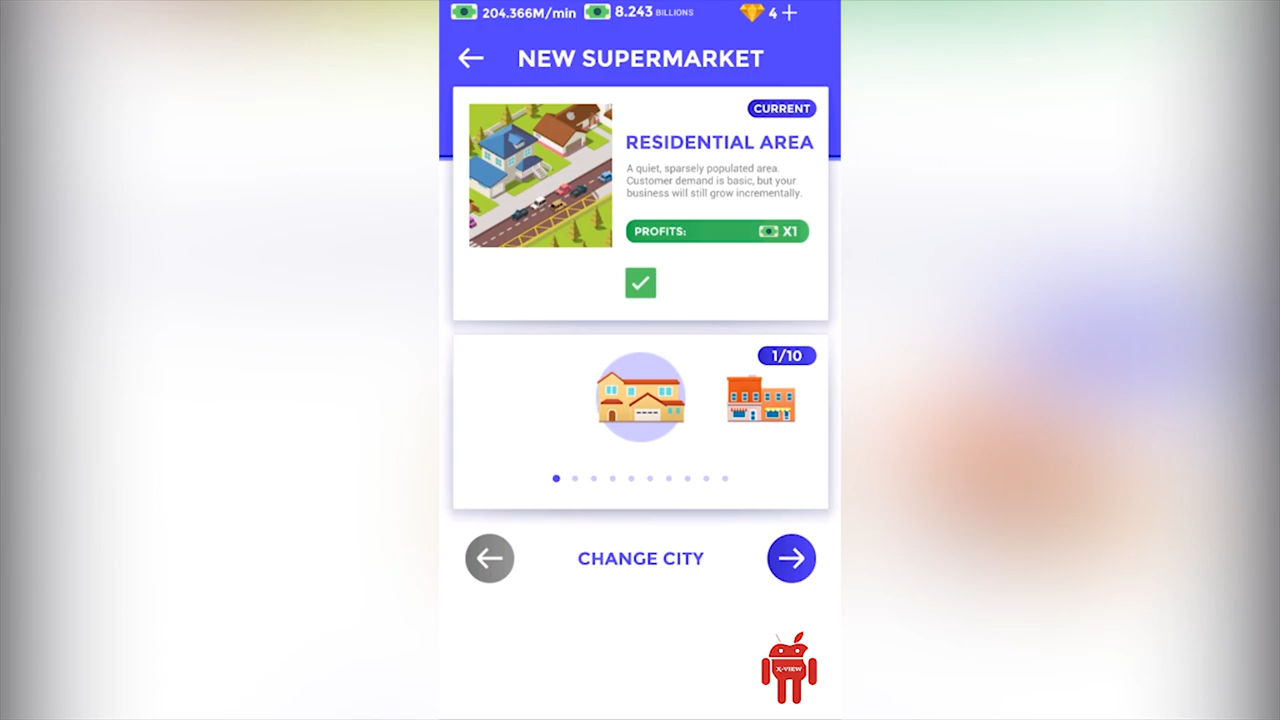 204.366M/min 8.243 BILLIONS 4
NEW SUPERMARKET
CURRENT
RESIDENTIAL AREA
A quiet, sparsely populated area.
Customer demand is basic, but your
business will still grow incrementally.
PROFITS: X1
1/10
CHANGE CITY
X-VIEW